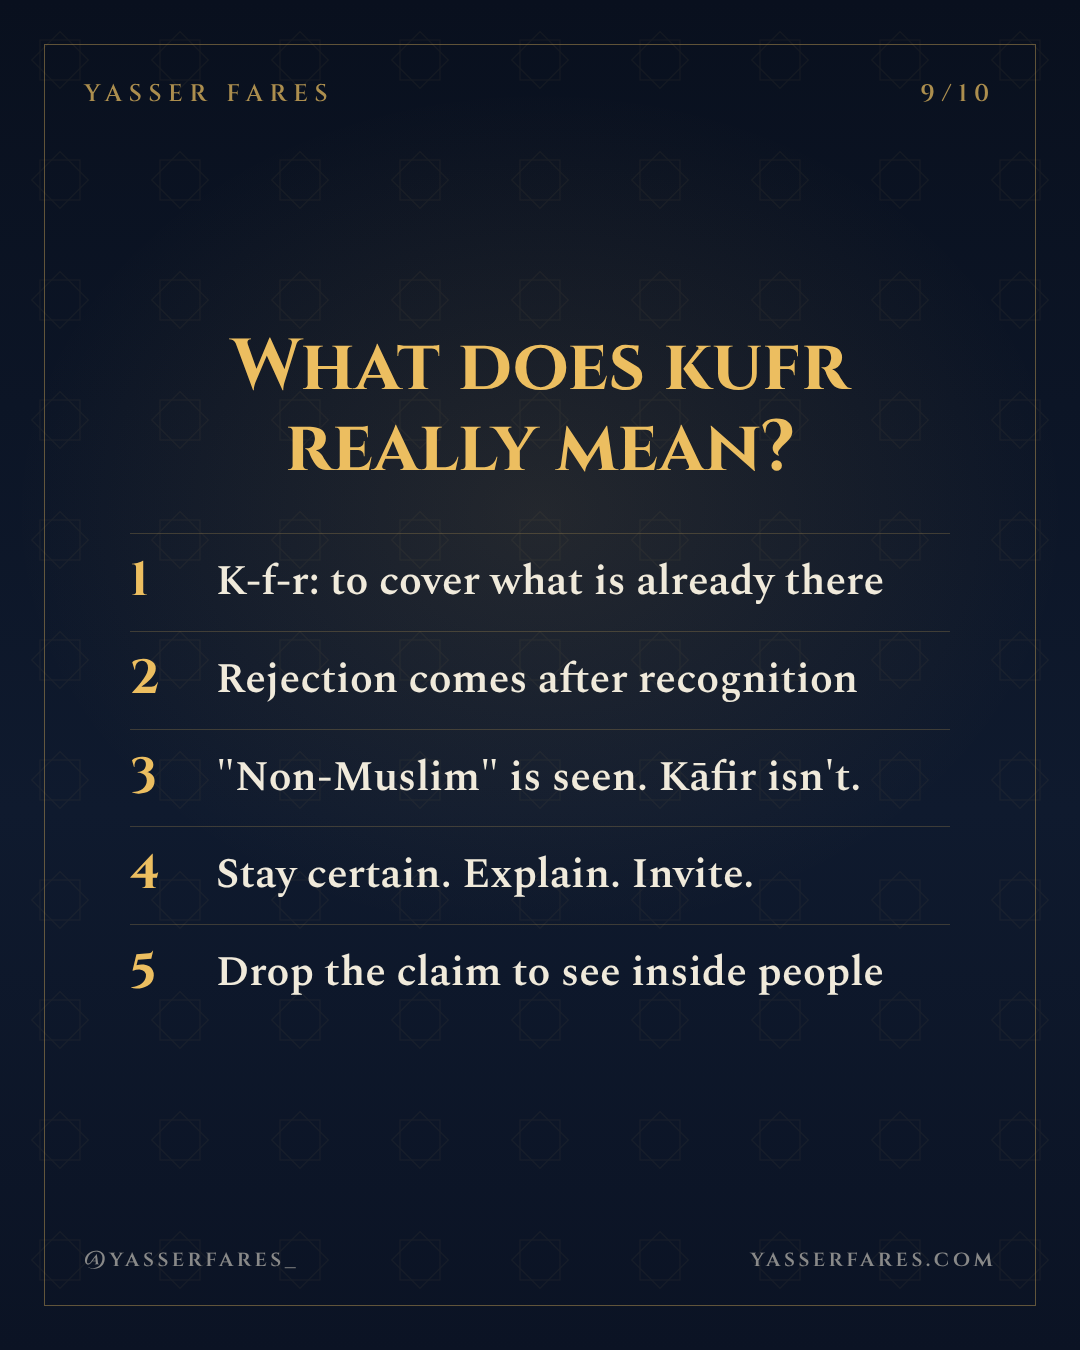 YASSER FARES
9/10
What does kufr
really mean?
1 K-f-r: to cover what is already there
2 Rejection comes after recognition
3 "Non-Muslim" is seen. Kāfir isn't.
4 Stay certain. Explain. Invite.
5 Drop the claim to see inside people
@YASSERFARES_
YASSERFARES.COM